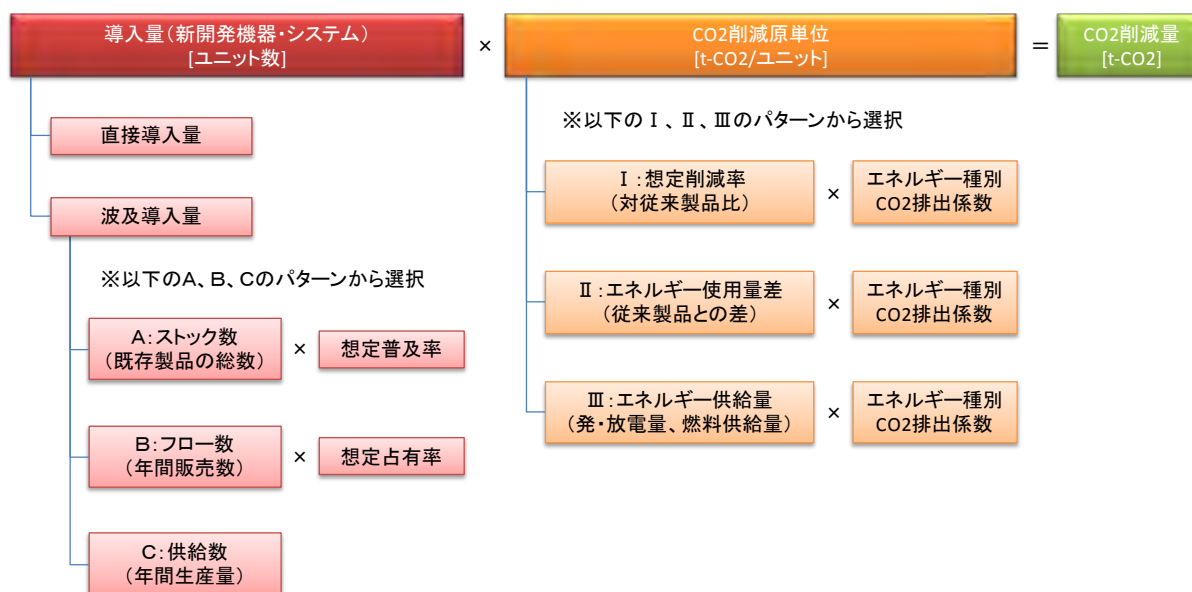 導入量(新開発機器・システム)
[ユニット数]
×
CO2削減原単位
[t-CO2/ユニット]
=
CO2削減量
[t-CO2]
直接導入量
波及導入量
※以下のA、B、Cのパターンから選択
A:ストック数
(既存製品の総数)
×
想定普及率
B:フロー数
(年間販売数)
×
想定占有率
C:供給数
(年間生産量)
※以下のⅠ、Ⅱ、Ⅲのパターンから選択
Ⅰ:想定削減率
(対従来製品比)
×
エネルギー種別
CO2排出係数
Ⅱ:エネルギー使用量差
(従来製品との差)
×
エネルギー種別
CO2排出係数
Ⅲ:エネルギー供給量
(発・放電量、燃料供給量)
×
エネルギー種別
CO2排出係数